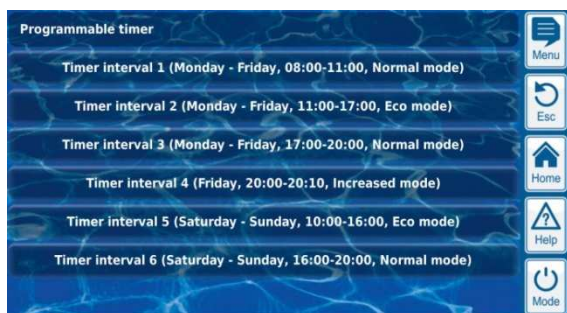 Programmable timer
Timer interval 1 (Monday - Friday, 08:00-11:00, Normal mode)
Timer interval 2 (Monday - Friday, 11:00-17:00, Eco mode)
Timer interval 3 (Monday - Friday, 17:00-20:00, Normal mode)
Timer interval 4 (Friday, 20:00-20:10, Increased mode)
Timer interval 5 (Saturday - Sunday, 10:00-16:00, Eco mode)
Timer interval 6 (Saturday - Sunday, 16:00-20:00, Normal mode)
Menu
Esc
Home
?
Help
Mode